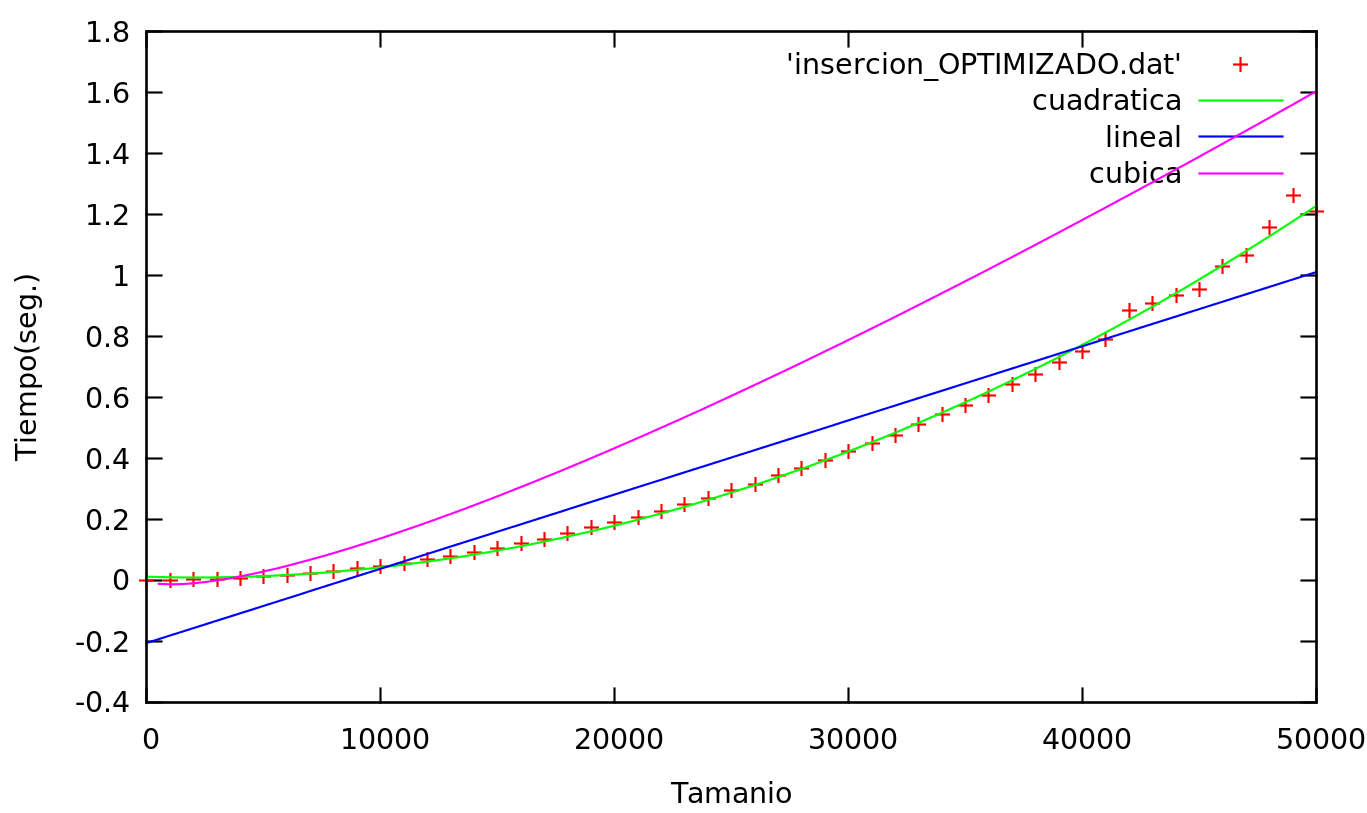 1.8
1.6
1.4
1.2
1
0.8
0.6
0.4
0.2
0
-0.2
-0.4
Tiempo(seg.)
'insercion_OPTIMIZADO.dat'
cuadratica
lineal
cubica
0 10000 20000 30000 40000 50000
Tamanio